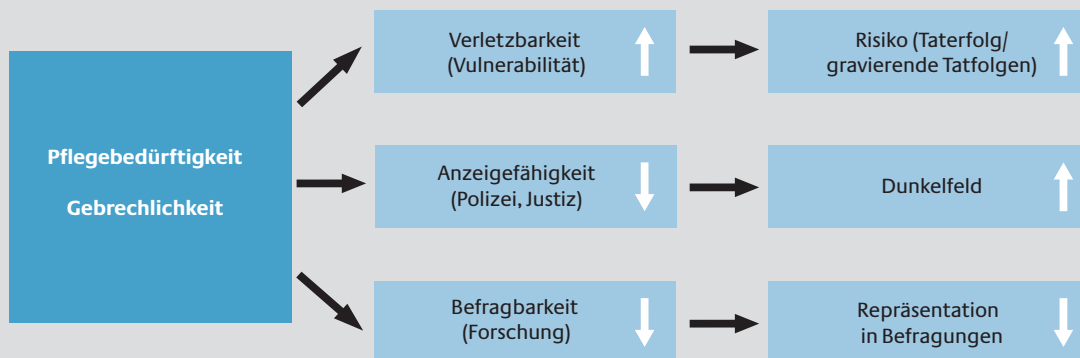 Pflegebedürftigkeit
Gebrechlichkeit
Verletzbarkeit
(Vulnerabilität)
Risiko (Taterfolg/
gravierende Tatfolgen)
Anzeigefähigkeit
(Polizei, Justiz)
Dunkelfeld
Befragbarkeit
(Forschung)
Repräsentation
in Befragungen